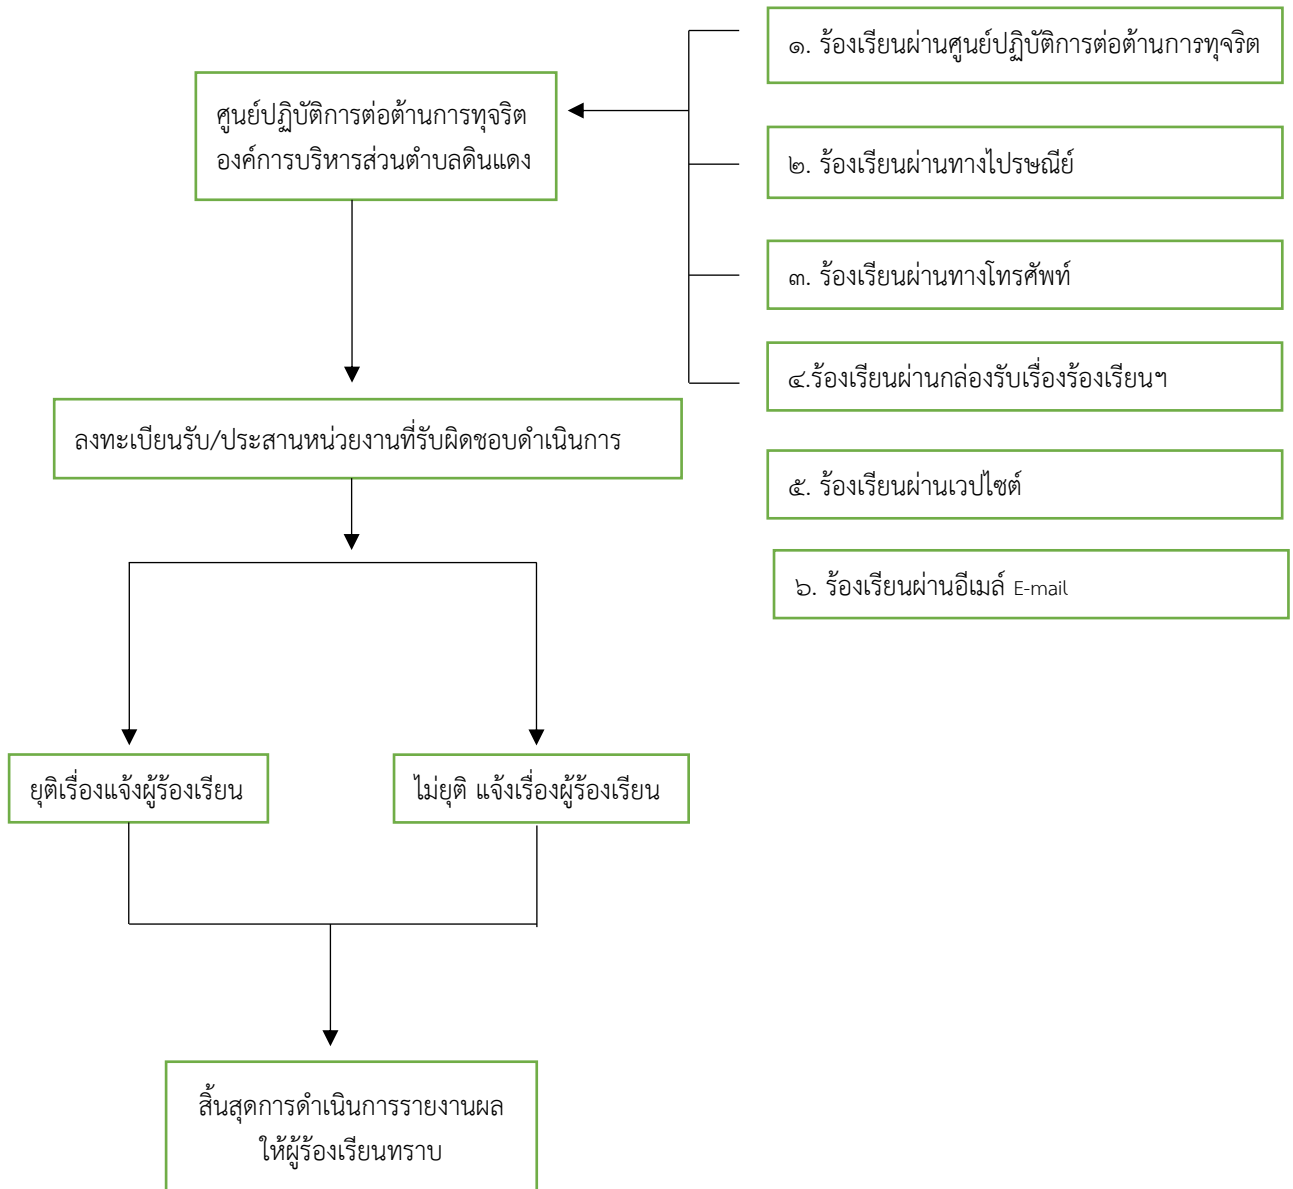 ๑. ร้องเรียนผ่านศูนย์ปฏิบัติการต่อต้านการทุจริต
ศูนย์ปฏิบัติการต่อต้านการทุจริต
องค์การบริหารส่วนตำบลดินแดง
๒. ร้องเรียนผ่านทางไปรษณีย์
๓. ร้องเรียนผ่านทางโทรศัพท์
๔.ร้องเรียนผ่านกล่องรับเรื่องร้องเรียนฯ
ลงทะเบียนรับ/ประสานหน่วยงานที่รับผิดชอบดำเนินการ
๕. ร้องเรียนผ่านเวปไซต์
๖. ร้องเรียนผ่านอีเมล์ E-mail
ยุติเรื่องแจ้งผู้ร้องเรียน
ไม่ยุติ แจ้งเรื่องผู้ร้องเรียน
สิ้นสุดการดำเนินการรายงานผล
ให้ผู้ร้องเรียนทราบ